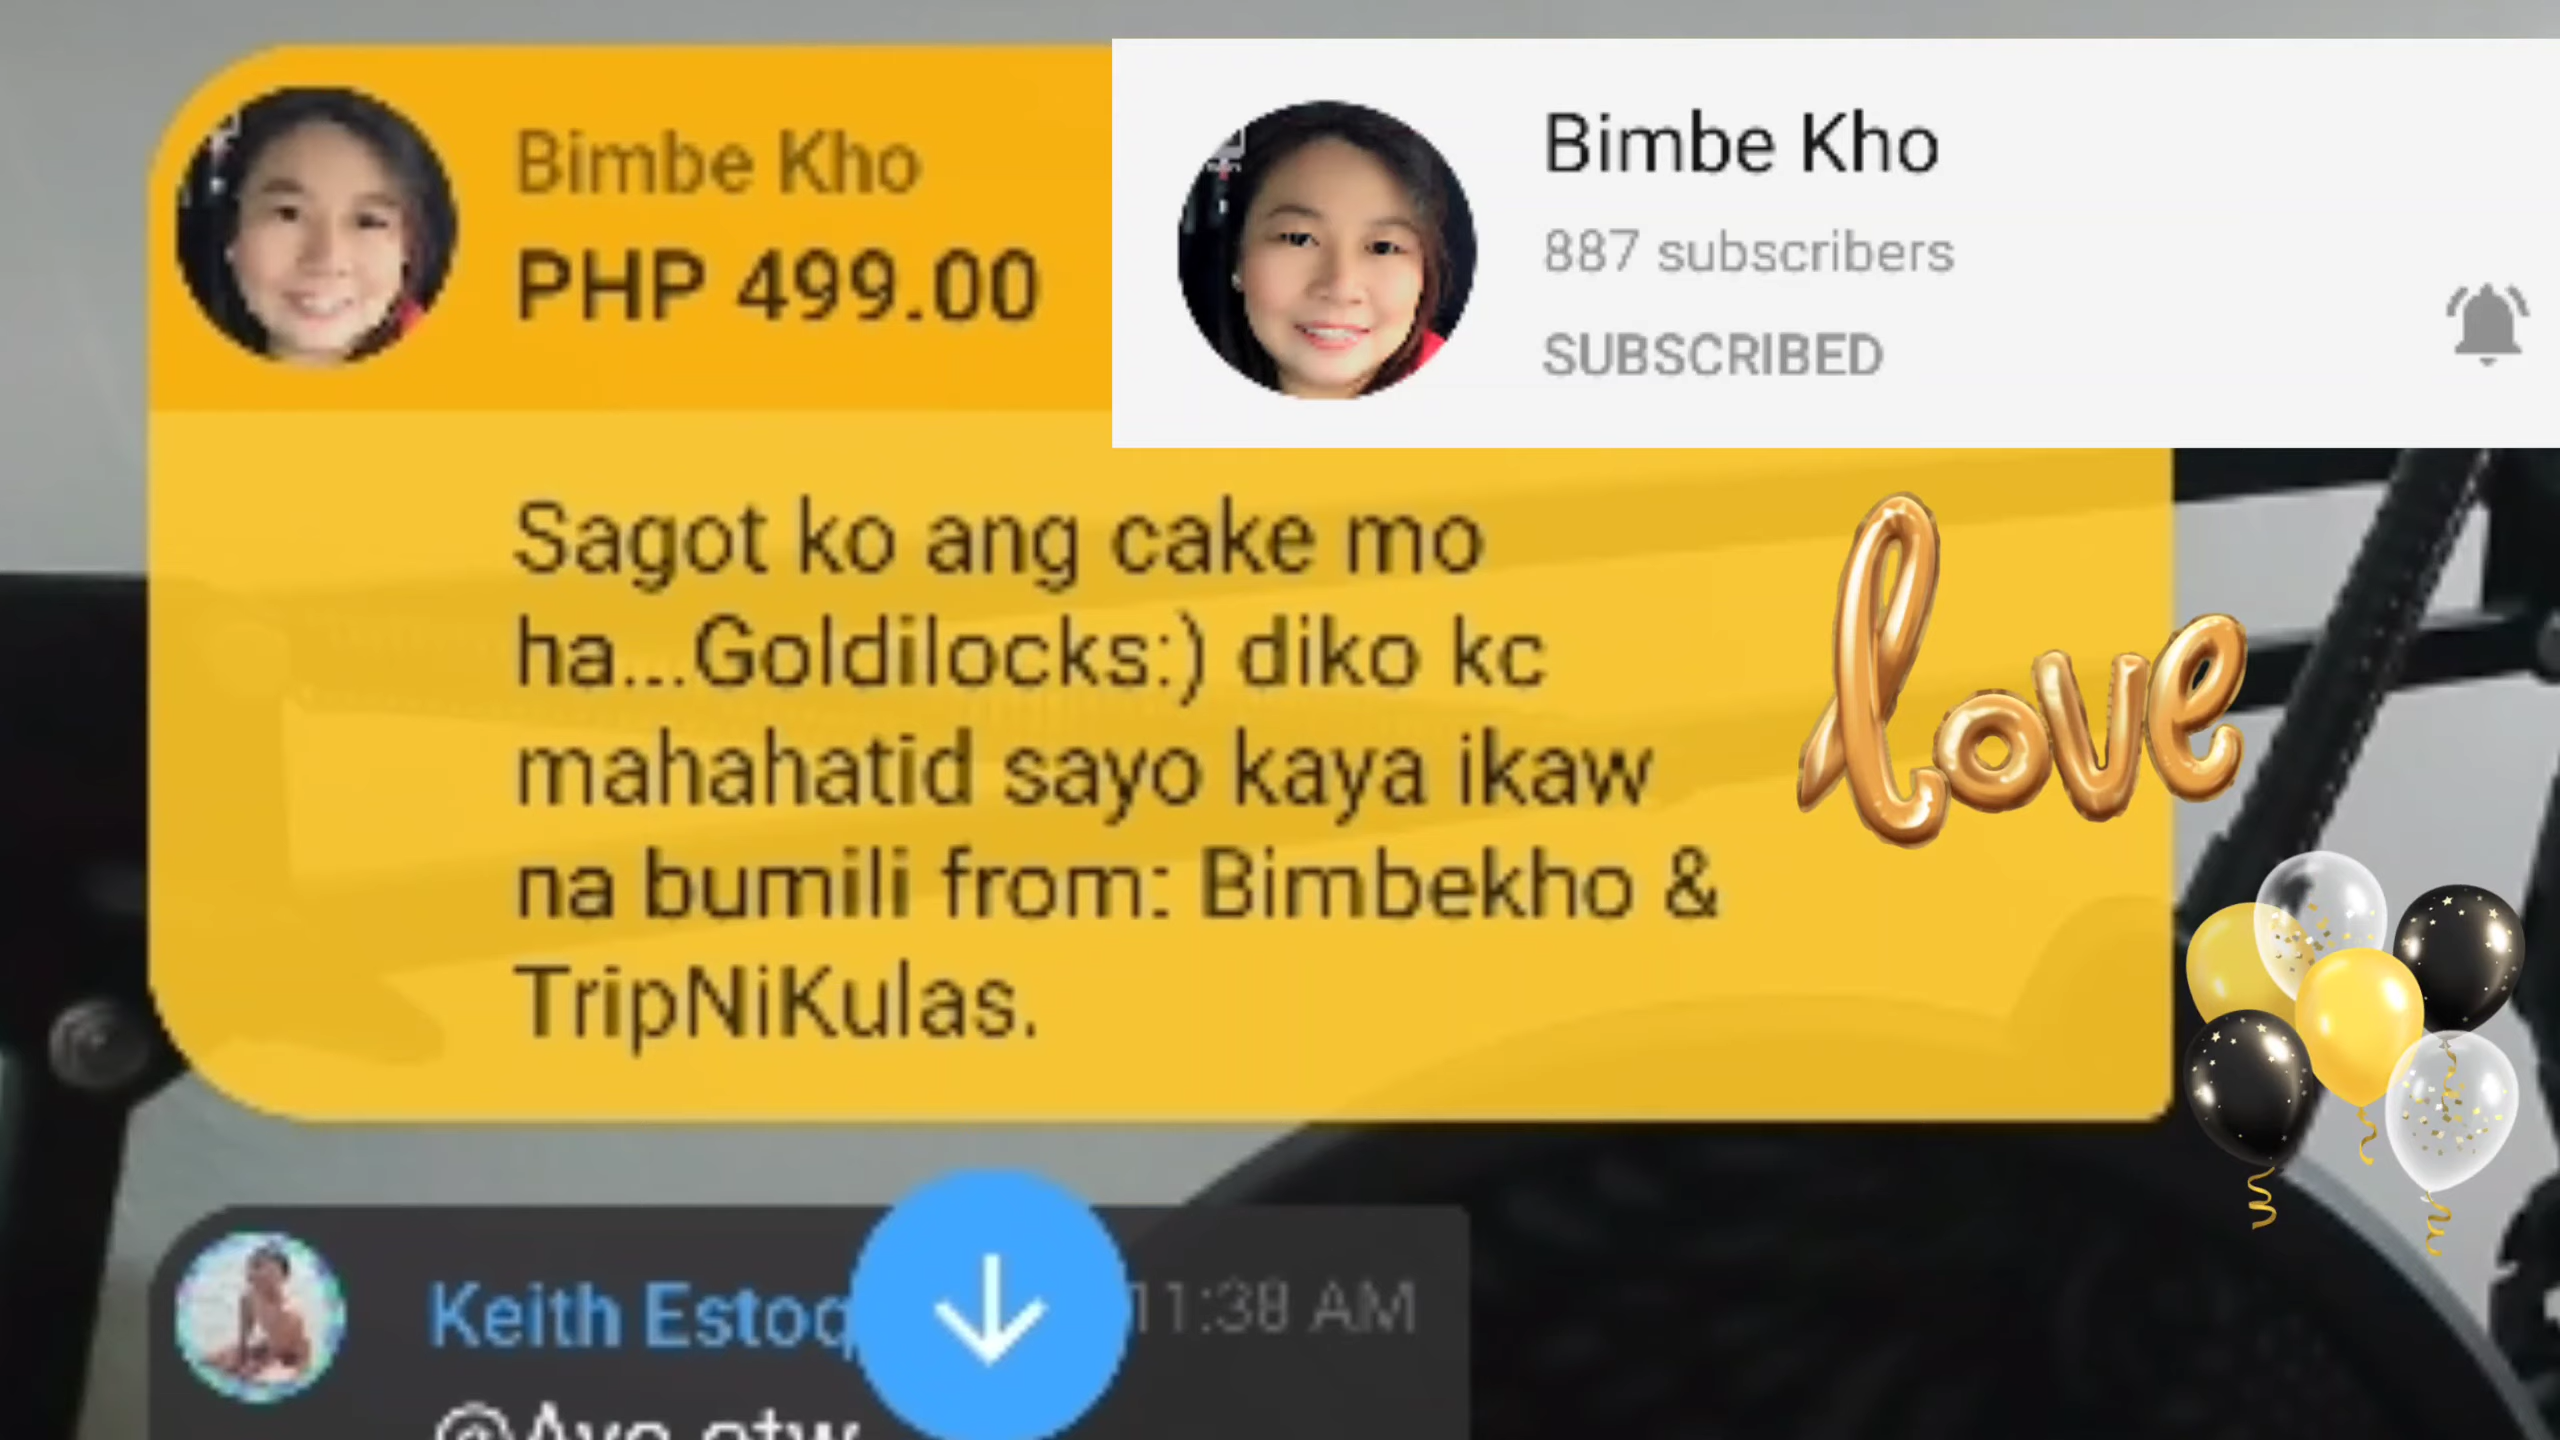 Bimbe Kho
PHP 499.00
Bimbe Kho
887 subscribers
SUBSCRIBED
Sagot ko ang cake mo
ha...Goldilocks:) diko kc
mahahatid sayo kaya ikaw
na bumili from: Bimbekho &
TripNiKulas.
love
Keith 11:38 AM